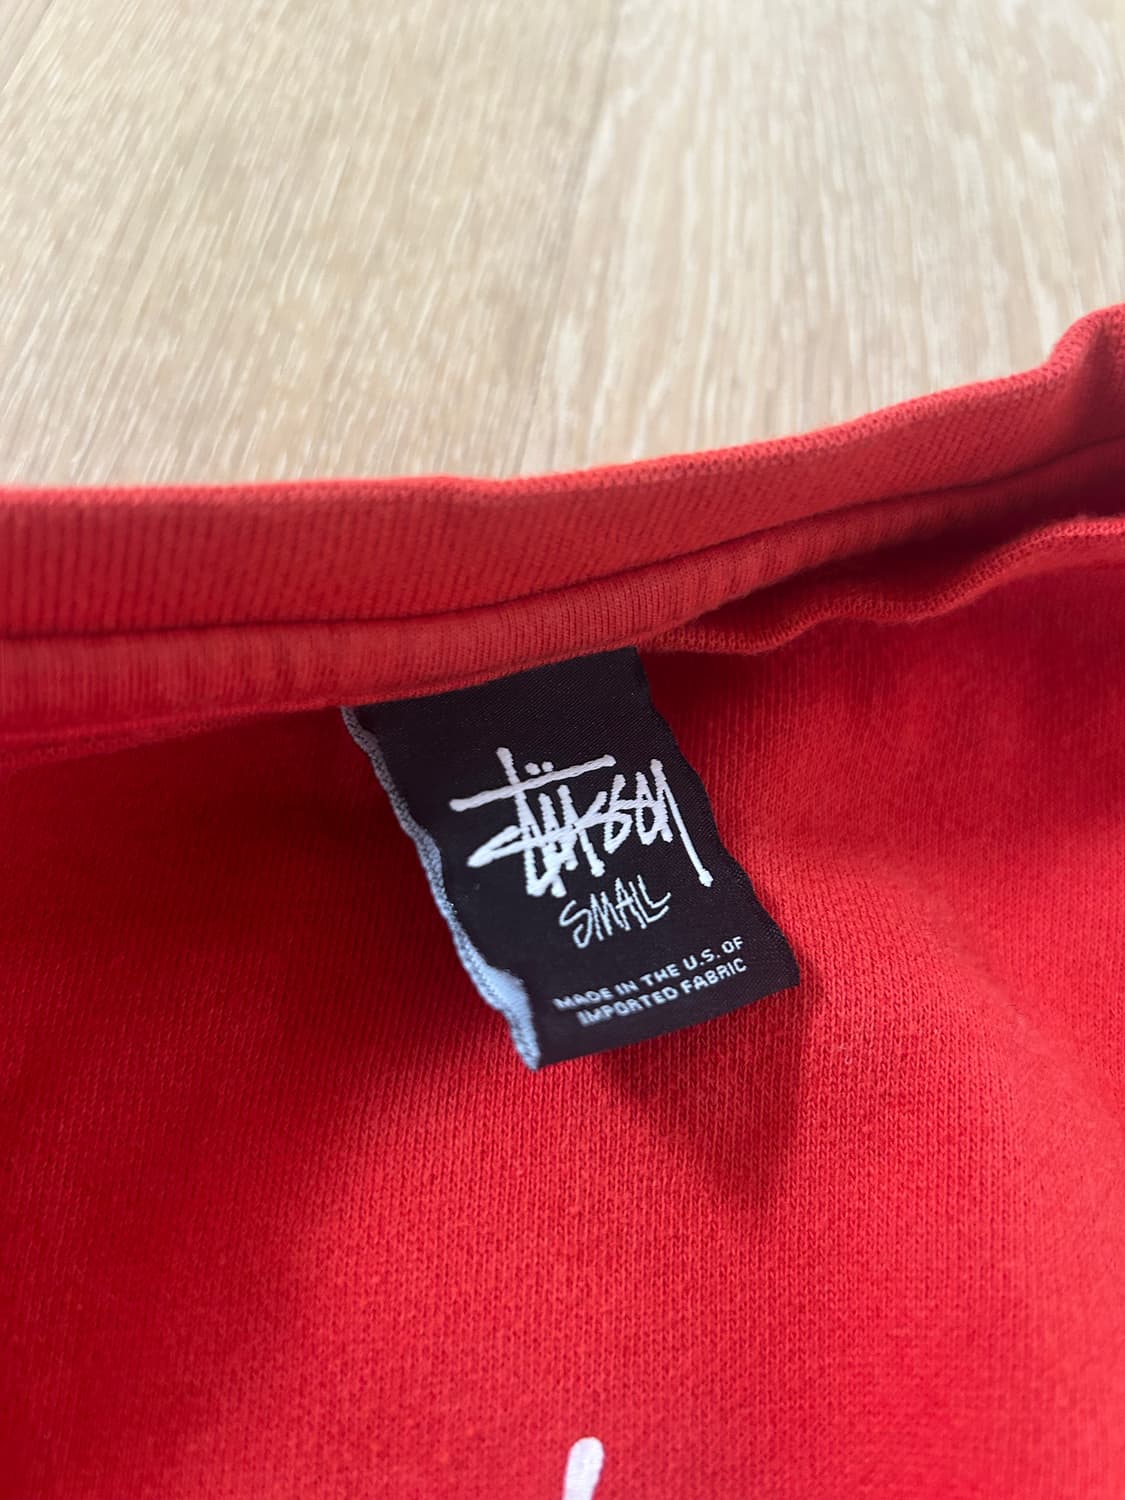 Stüssy
SMALL
MADE IN THE U.S. OF
IMPORTED FABRIC